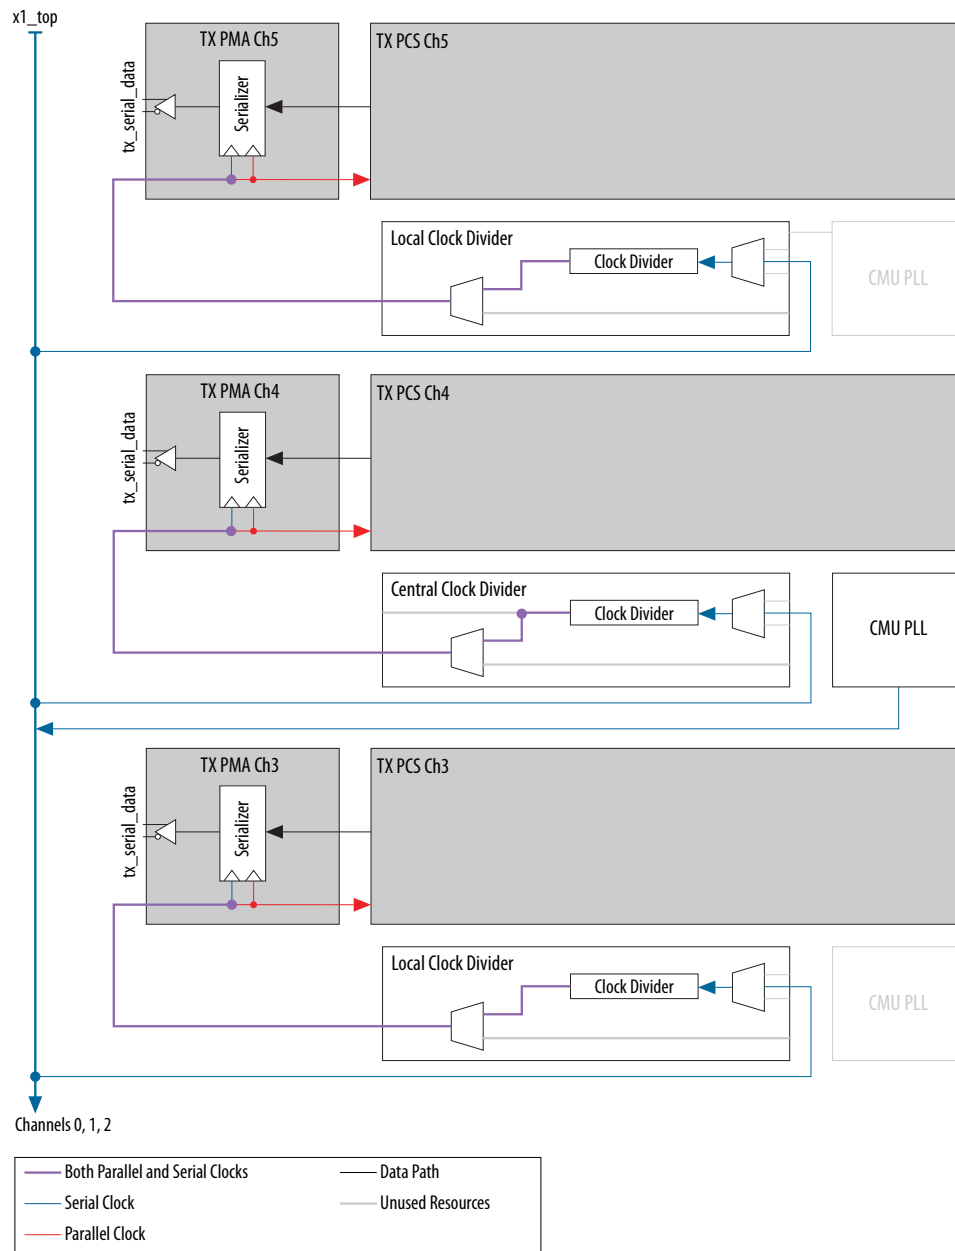 x1_top
TX PMA Ch5
TX PCS Ch5
tx_serial_data
Serializer
Local Clock Divider
Clock Divider
CMU PLL
TX PMA Ch4
TX PCS Ch4
tx_serial_data
Serializer
Central Clock Divider
Clock Divider
CMU PLL
TX PMA Ch3
TX PCS Ch3
tx_serial_data
Serializer
Local Clock Divider
Clock Divider
CMU PLL
Channels 0, 1, 2
Both Parallel and Serial Clocks
Data Path
Serial Clock
Unused Resources
Parallel Clock